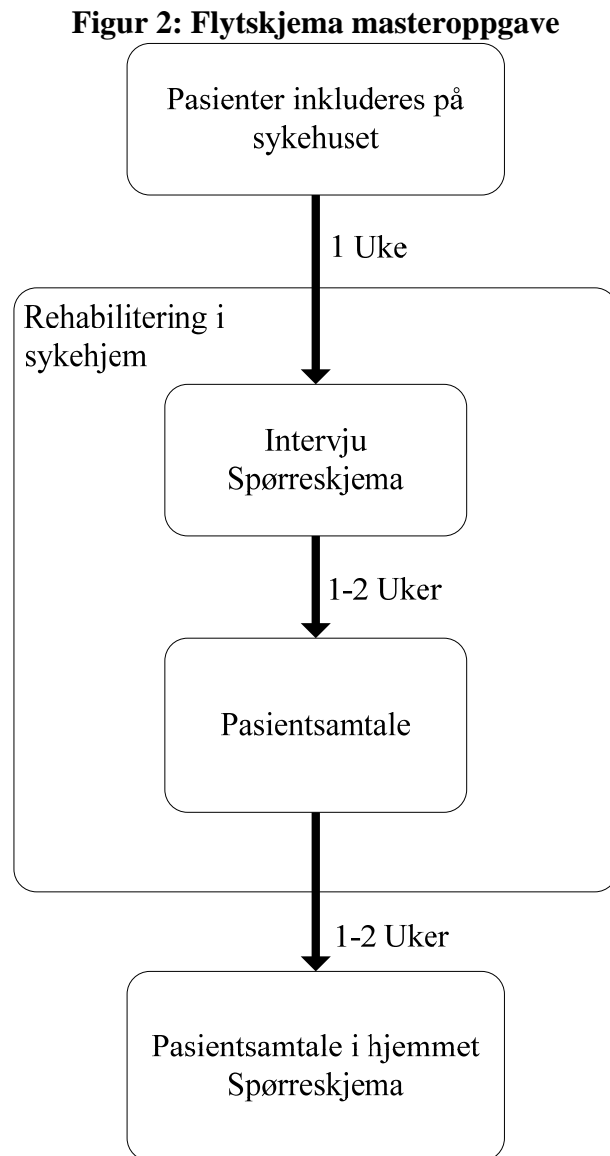 Figur 2: Flytskjema masteroppgave
Pasienter inkluderes på
sykehuset
1 Uke
Rehabilitering i
sykehjem
Intervju
Spørreskjema
1-2 Uker
Pasientsamtale
1-2 Uker
Pasientsamtale i hjemmet
Spørreskjema